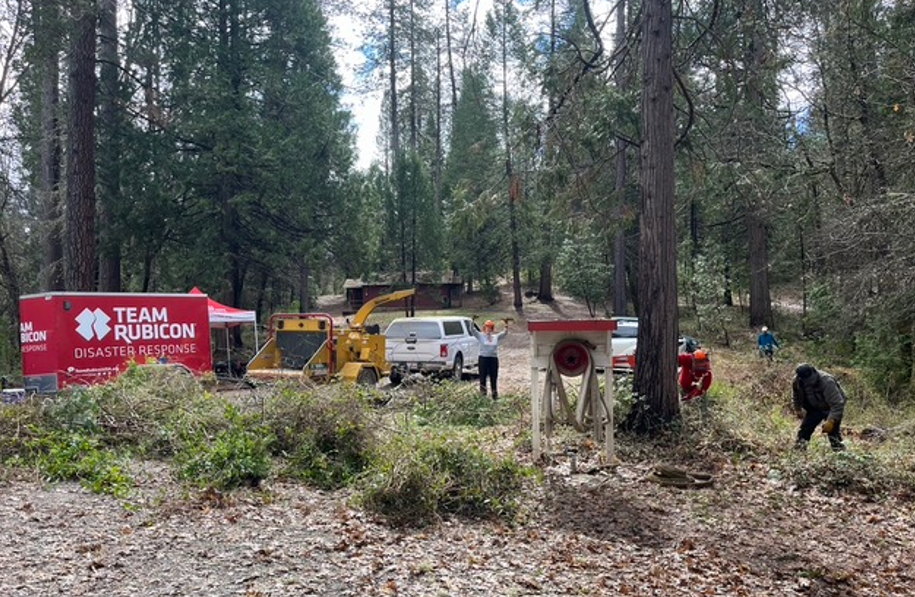 TEAM
RUBICON
DISASTER RESPONSE
AM
BICON
RESPONSE